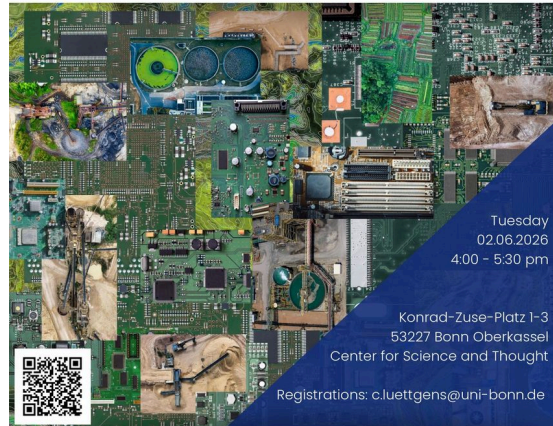 Tuesday
02.06.2026
4:00 - 5:30 pm
Konrad-Zuse-Platz 1-3
53227 Bonn Oberkassel
Center for Science and Thought
Registrations: c.luettgens@uni-bonn.de